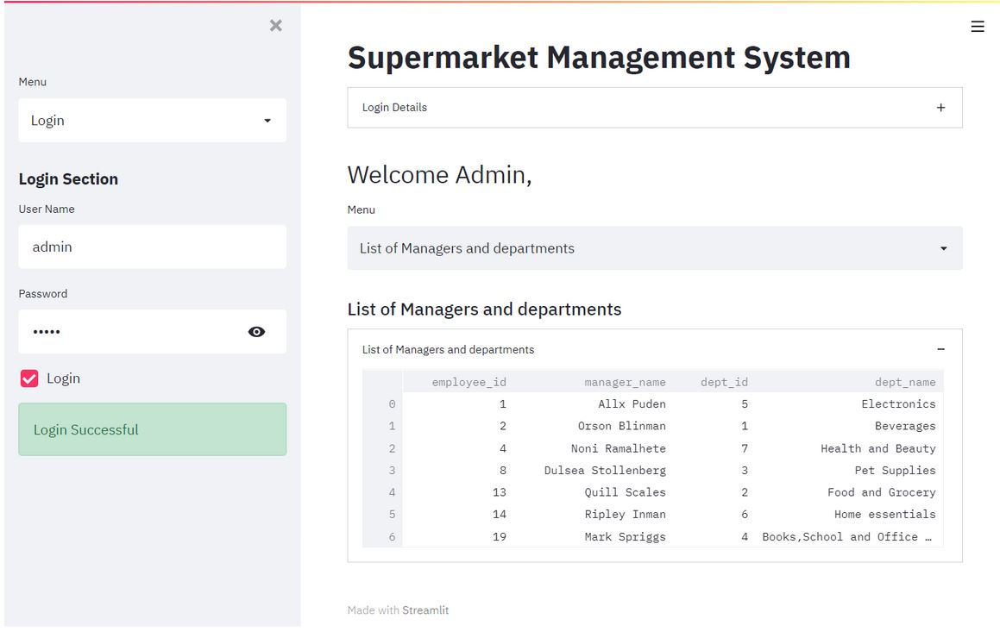 Menu
Login
Login Section
User Name
admin
Password
•••••
Login
Login Successful
Supermarket Management System
Login Details
Welcome Admin,
Menu
List of Managers and departments
List of Managers and departments
List of Managers and departments
employee_id manager_name dept_id dept_name
0 1 Allx Puden 5 Electronics
1 2 Orson Blinman 1 Beverages
2 4 Noni Ramalhete 7 Health and Beauty
3 8 Dulsea Stollenberg 3 Pet Supplies
4 13 Quill Scales 2 Food and Grocery
5 14 Ripley Inman 6 Home essentials
6 19 Mark Spriggs 4 Books,School and Office …
Made with Streamlit